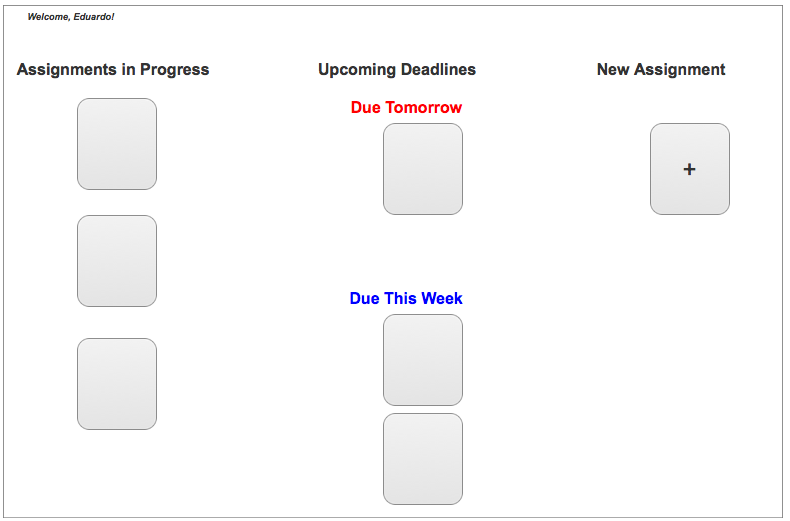 Welcome, Eduardo!
Assignments in Progress
Upcoming Deadlines
New Assignment
Due Tomorrow
+
Due This Week